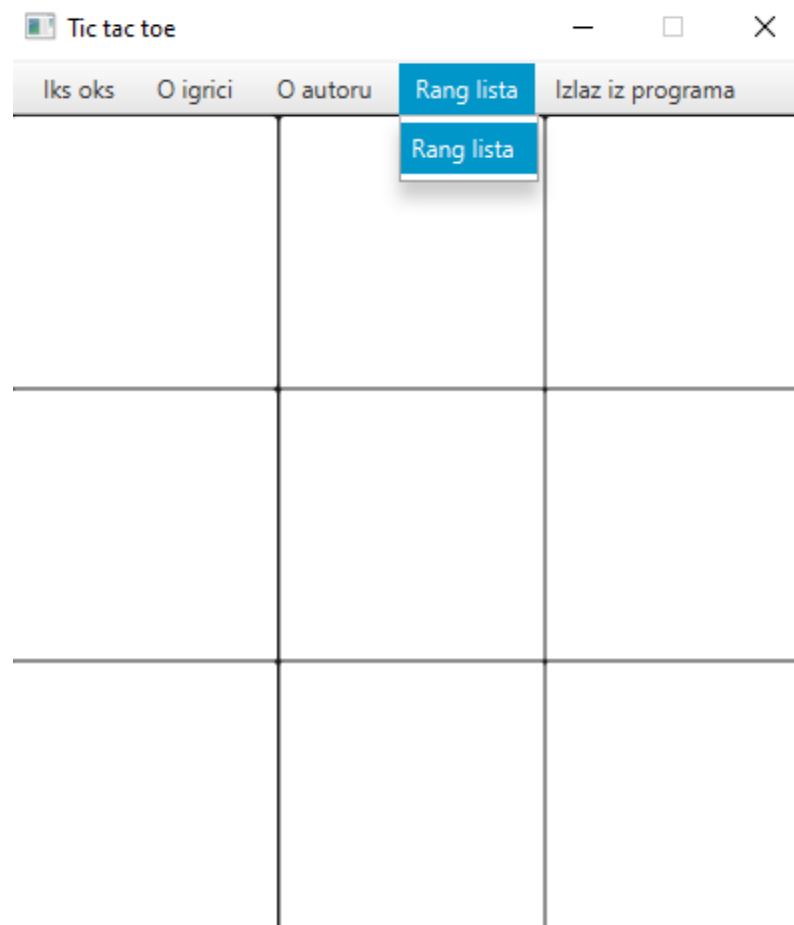 Tic tac toe
Iks oks O igrici O autoru Rang lista Izlaz iz programa
Rang lista